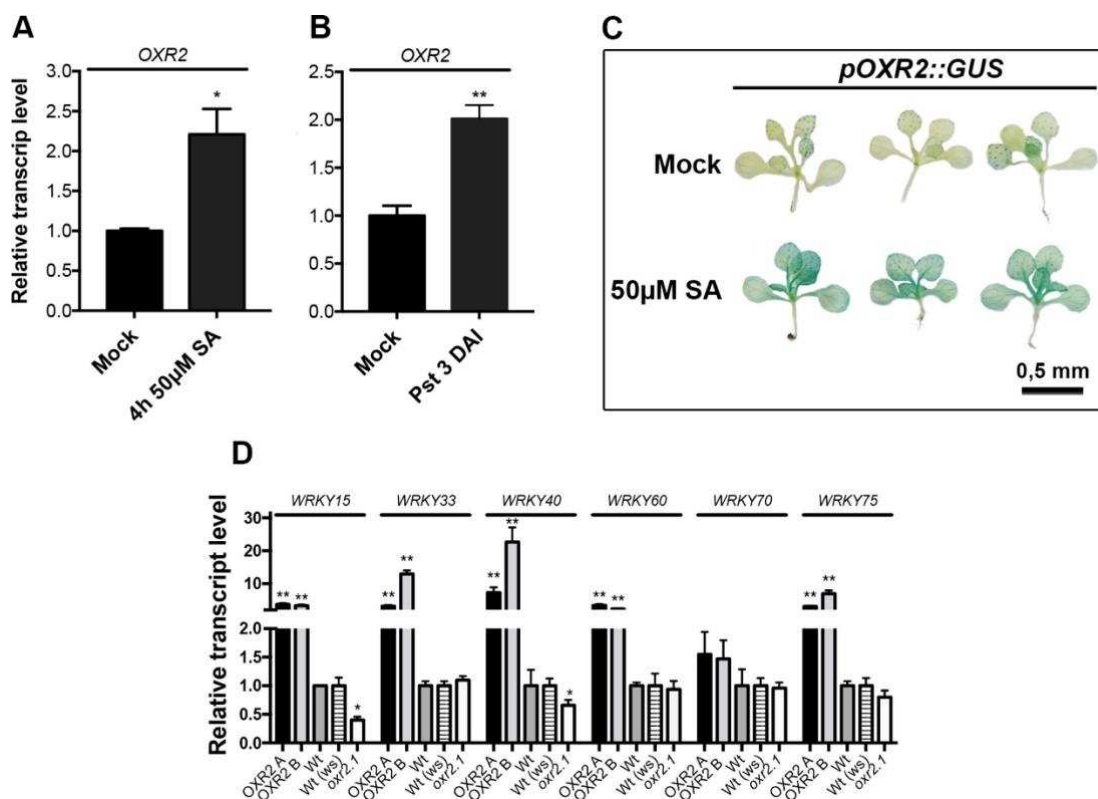 A
OXR2
Relative transcrip level
3.0
2.5
2.0
1.5
1.0
0.5
0.0
*
Mock
4h 50µM SA
B
OXR2
2.5
2.0
1.5
1.0
0.5
0.0
**
Mock
Pst 3 DAI
C
pOXR2::GUS
Mock
50µM SA
0,5 mm
D
Relative transcript level
WRKY15 WRKY33 WRKY40 WRKY60 WRKY70 WRKY75
30
20
10
2.0
1.5
1.0
0.5
0.0
** ** *
** **
** ** *
** **
** **
OXR2 A OXR2 B Wt Wt (ws) oxr2.1
OXR2 A OXR2 B Wt Wt (ws) oxr2.1
OXR2 A OXR2 B Wt Wt (ws) oxr2.1
OXR2 A OXR2 B Wt Wt (ws) oxr2.1
OXR2 A OXR2 B Wt Wt (ws) oxr2.1
OXR2 A OXR2 B Wt Wt (ws) oxr2.1